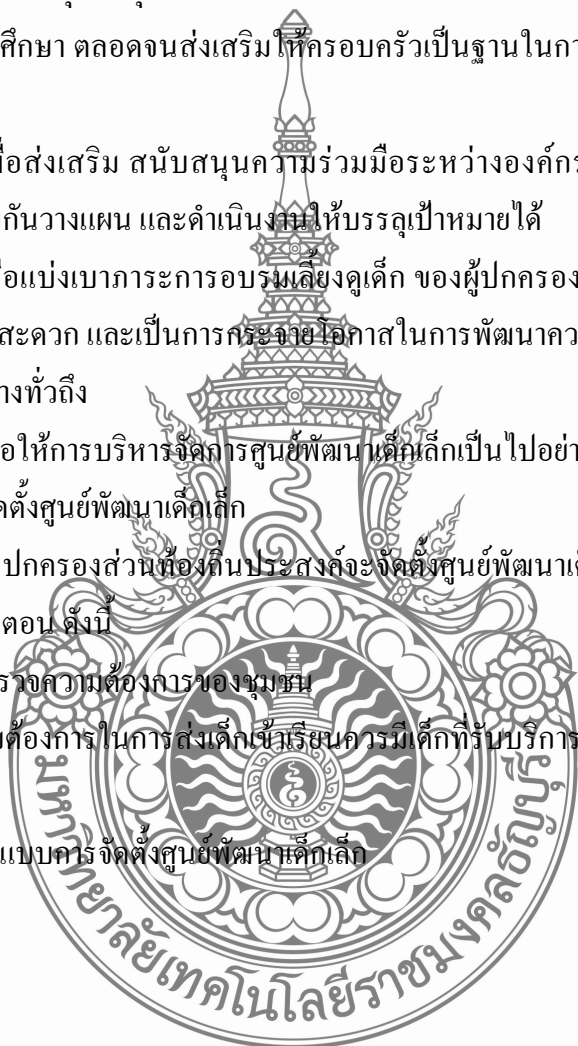 ศึกษา ตลอดจนส่งเสริมให้ครอบครัวเป็นฐานในกา
ื่อส่งเสริม สนับสนุนความร่วมมือระหว่างองค์กร
กันวางแผน และดำเนินงานให้บรรลุเป้าหมายได้
อแบ่งเบาภาระการอบรมเลี้ยงดูเด็ก ของผู้ปกครอง
สะดวก และเป็นการกระจายโอกาสในการพัฒนาคว
างทั่วถึง
อให้การบริหารจัดการศูนย์พัฒนาเด็กเล็กเป็นไปอย่า
ดตั้งศูนย์พัฒนาเด็กเล็ก
ปกครองส่วนท้องถิ่นประสงค์จะจัดตั้งศูนย์พัฒนาเด
ตอน ดังนี้
รวจความต้องการของชุมชน
มต้องการในการส่งเด็กเข้าเรียนควรมีเด็กที่รับบริการ
แบบการจัดตั้งศูนย์พัฒนาเด็กเล็ก
มหาวิทยาลัยเทคโนโลยีราชมงคลธัญบุรี